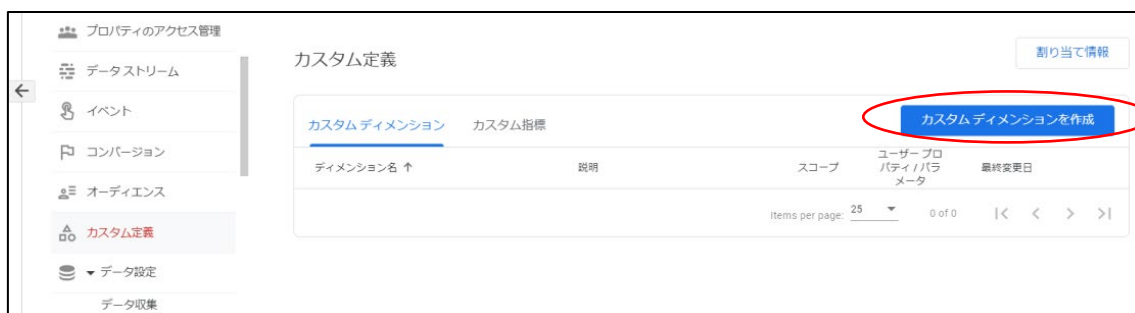 プロパティのアクセス管理
データストリーム
イベント
コンバージョン
オーディエンス
カスタム定義
データ設定
データ収集
カスタム定義
割り当て情報
カスタム ディメンション カスタム指標
カスタム ディメンションを作成
ディメンション名 ↑ 説明 スコープ ユーザー プロ
パティ / パラ
メータ
最終変更日
Items per page: 25 0 of 0